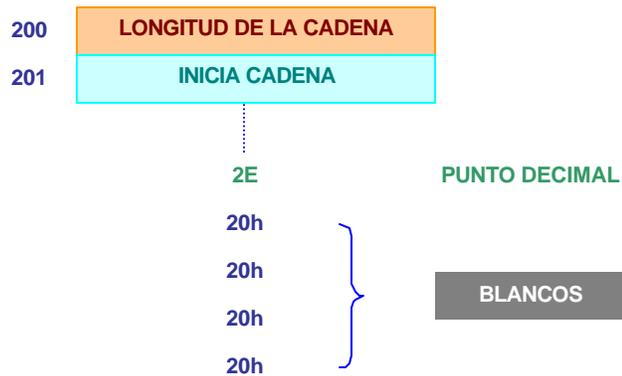 200 LONGITUD DE LA CADENA
201 INICIA CADENA
2E PUNTO DECIMAL
20h
20h
BLANCOS
20h
20h